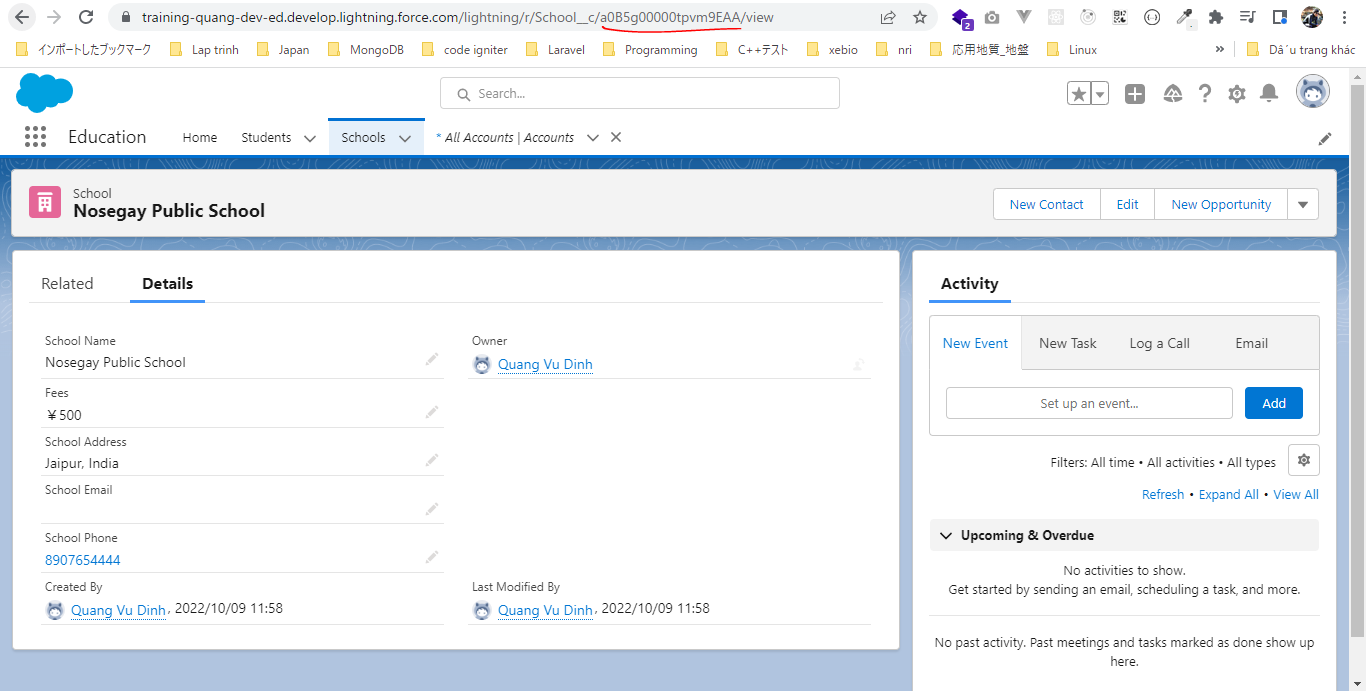 training-quang-dev-ed.develop.lightning.force.com/lightning/r/School__c/a0B5g00000tpvm9EAA/view
2
インポートしたブックマーク Lap trinh Japan MongoDB code igniter Laravel Programming C++テスト xebio nri 応用地質_地盤 Linux » Dấu trang khác
Search...
Education Home Students Schools * All Accounts | Accounts
School
Nosegay Public School
New Contact Edit New Opportunity
Related Details
Activity
School Name
Nosegay Public School
Owner
Quang Vu Dinh
Fees
¥500
School Address
Jaipur, India
School Email
School Phone
8907654444
Created By
Quang Vu Dinh, 2022/10/09 11:58
Last Modified By
Quang Vu Dinh, 2022/10/09 11:58
New Event New Task Log a Call Email
Set up an event... Add
Filters: All time • All activities • All types
Refresh • Expand All • View All
Upcoming & Overdue
No activities to show.
Get started by sending an email, scheduling a task, and more.
No past activity. Past meetings and tasks marked as done show up
here.